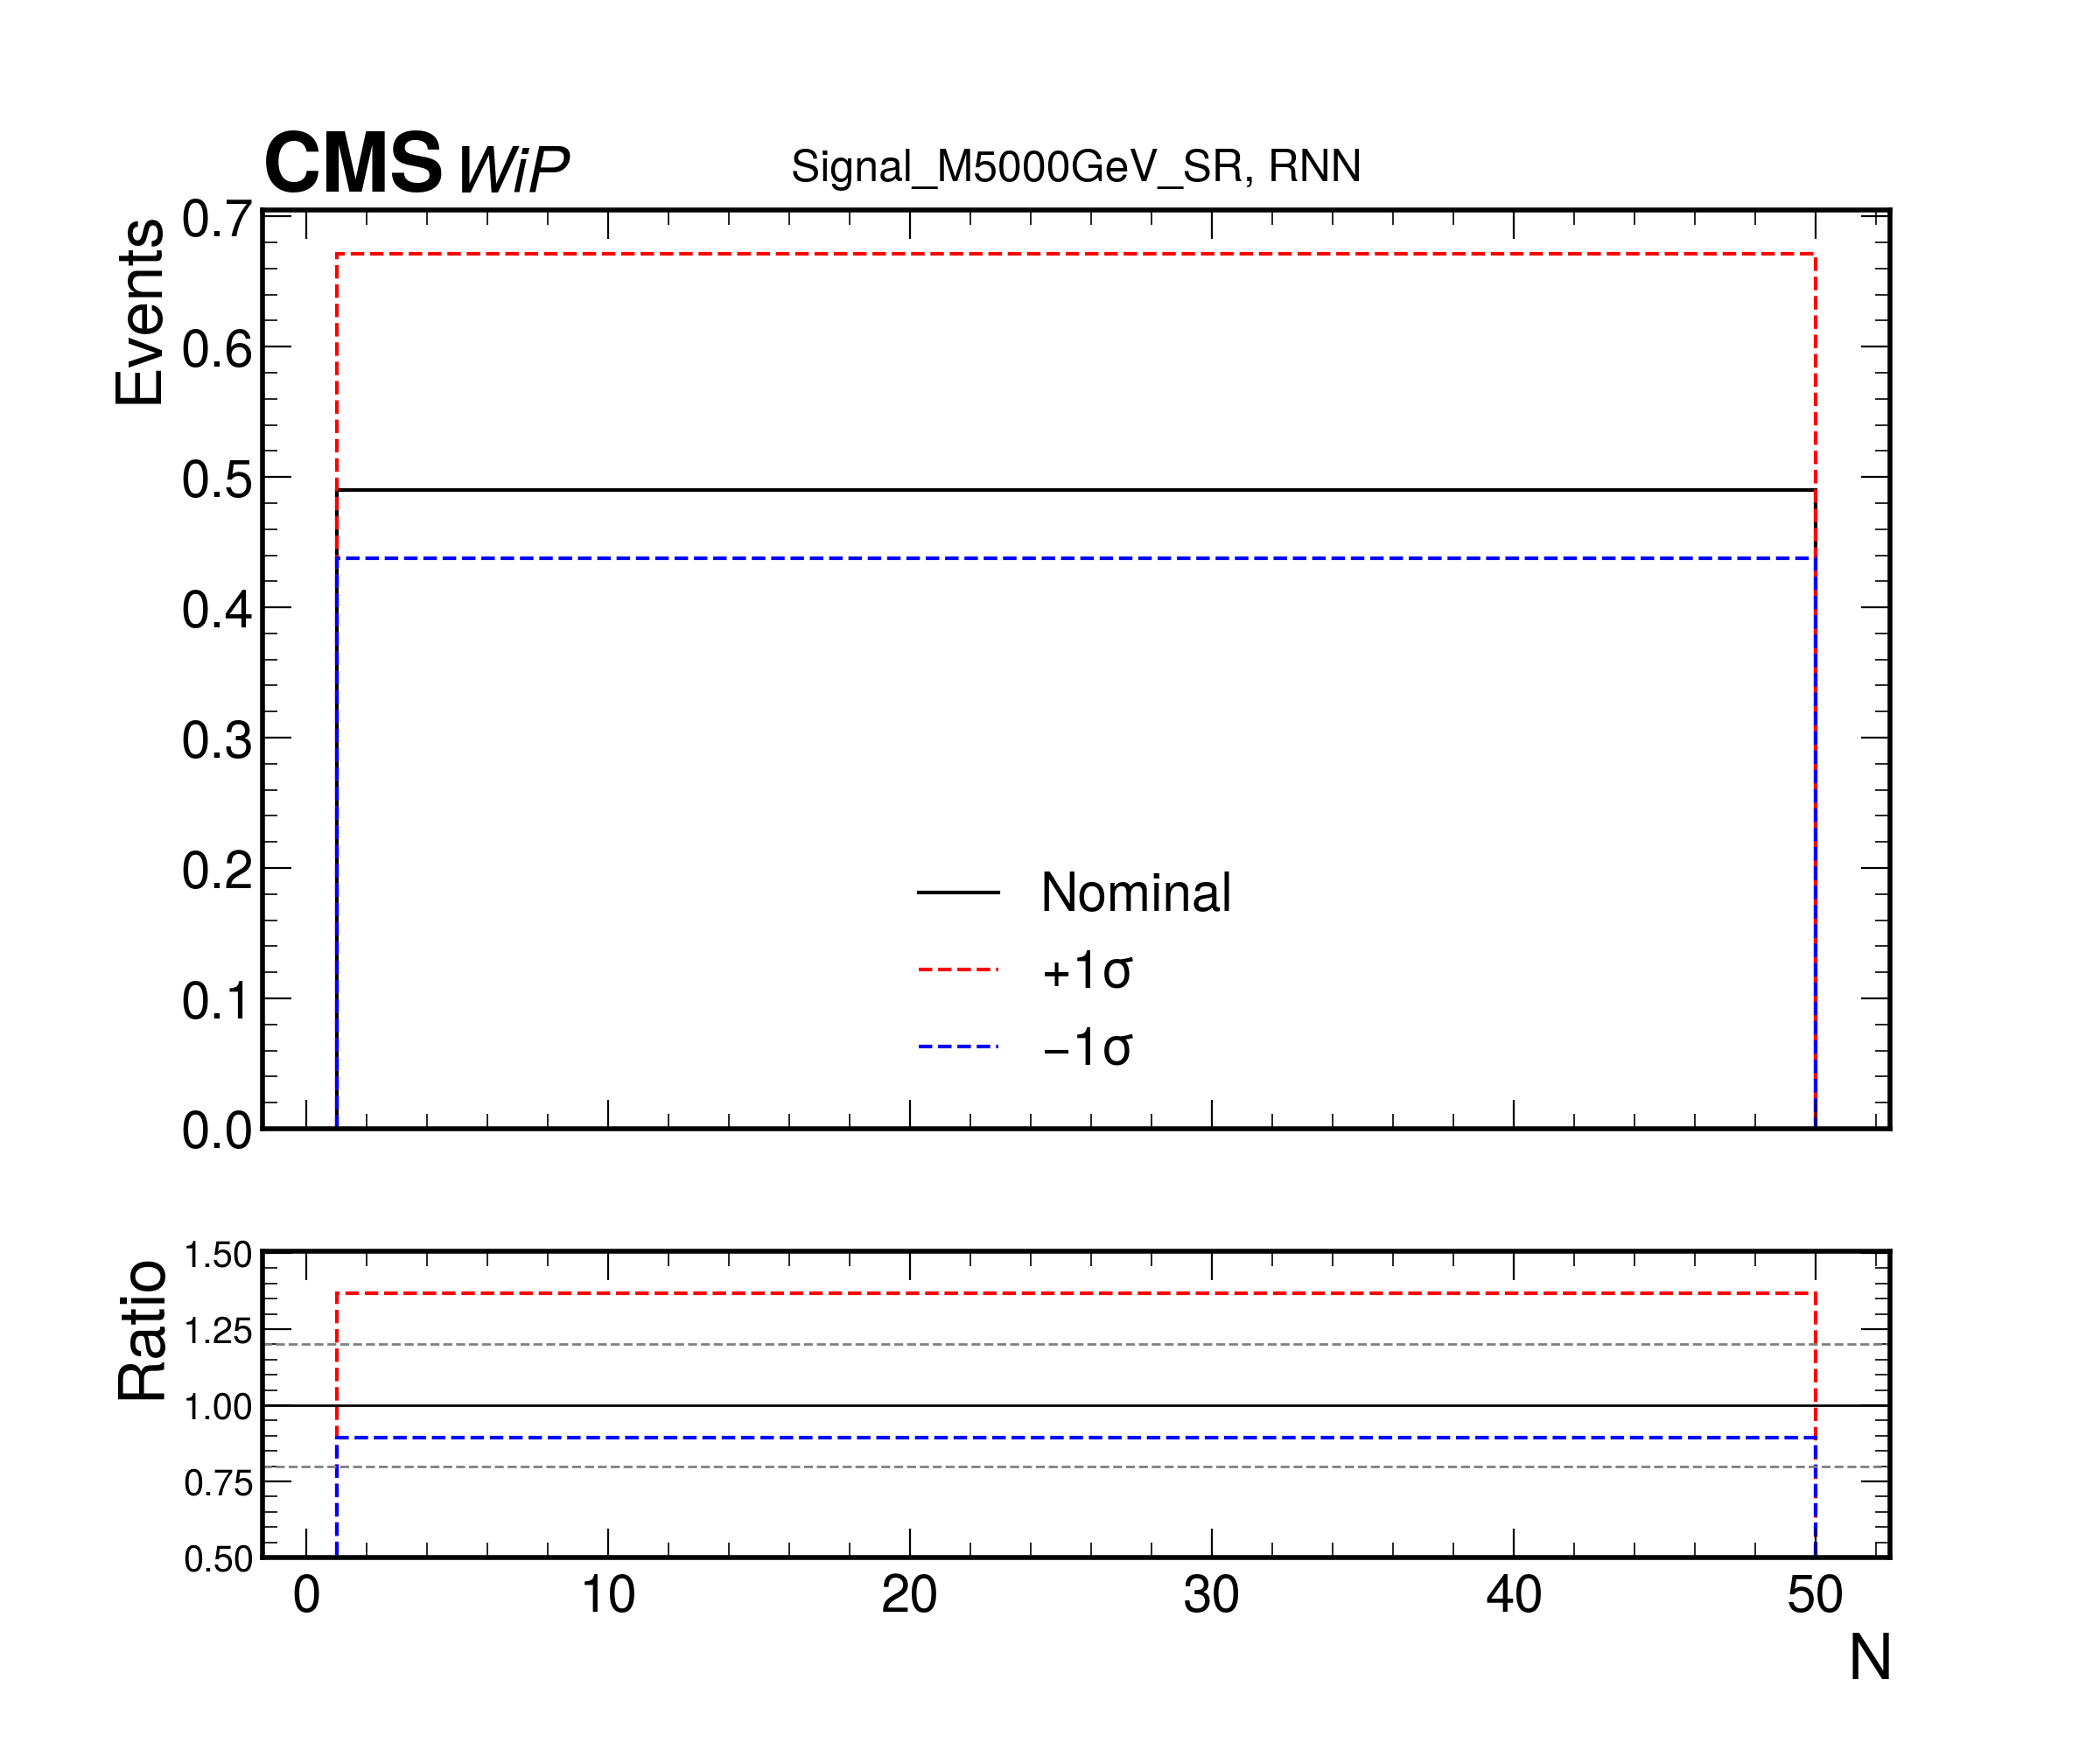 CMS WiP
Signal_M5000GeV_SR, RNN
Events
0.7
0.6
0.5
0.4
0.3
0.2
0.1
0.0
Nominal
+1σ
−1σ
Ratio
1.50
1.25
1.00
0.75
0.50
0 10 20 30 40 50
N